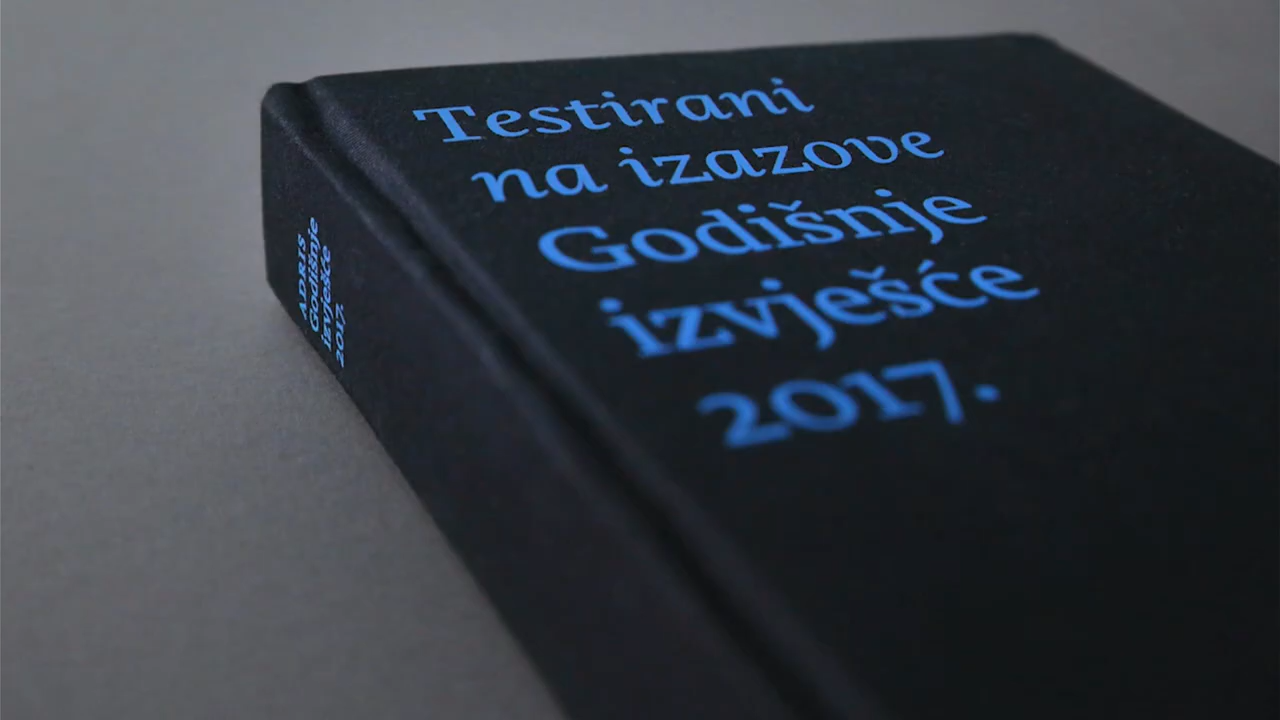 Testirani
na izazove
Godišnje
izvješće
2017.
ADRIS
Godišnje
izvješće
2017.